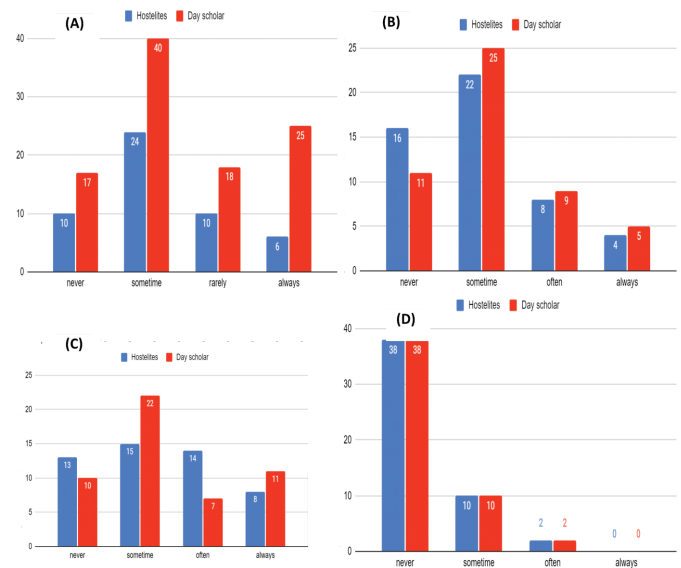 (A)
Hostelites Day scholar
40
30
20
10
0
10 17 24 40 10 18 6 25
never sometime rarely always
(B)
Hostelites Day scholar
25
20
15
10
5
0
16 11 22 25 8 9 4 5
never sometime often always
(C)
Hostelites Day scholar
25
20
15
10
5
0
13 10 15 22 14 7 8 11
never sometime often always
(D)
Hostelites Day scholar
40
30
20
10
0
38 38 10 10 2 2 0 0
never sometime often always